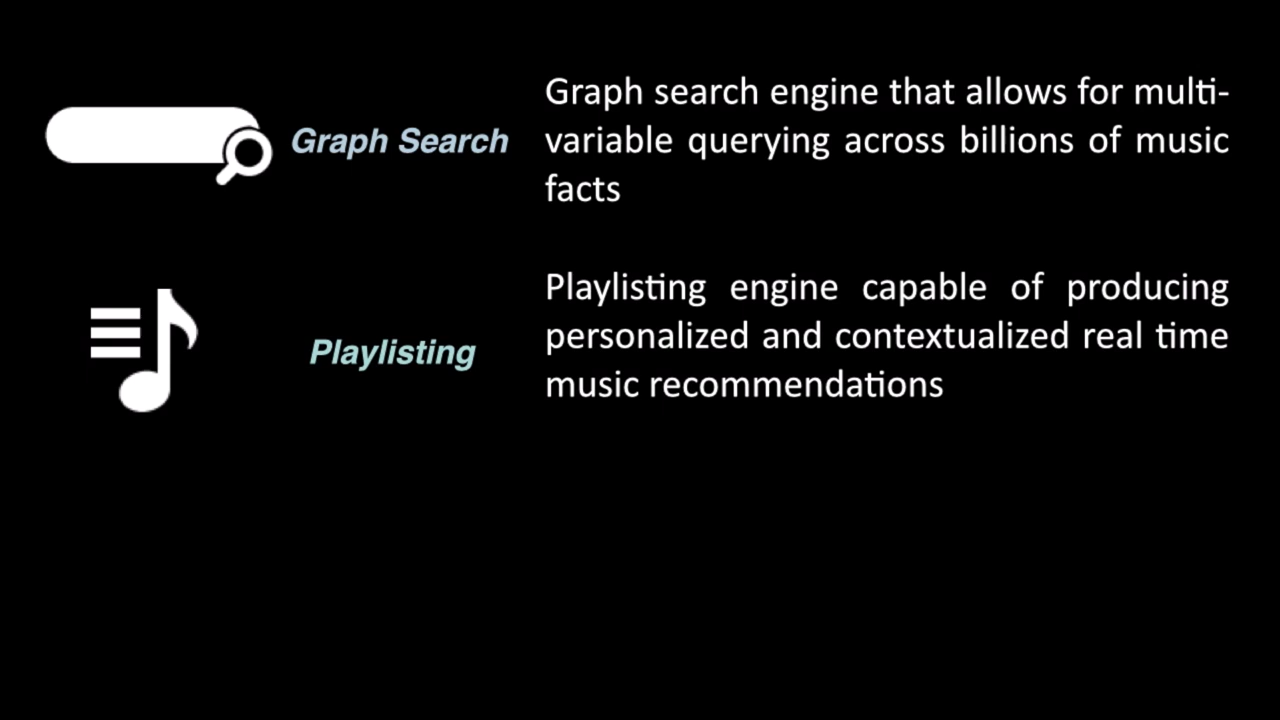 Graph Search
Graph search engine that allows for multi-
variable querying across billions of music
facts
Playlisting
Playlisting engine capable of producing
personalized and contextualized real time
music recommendations